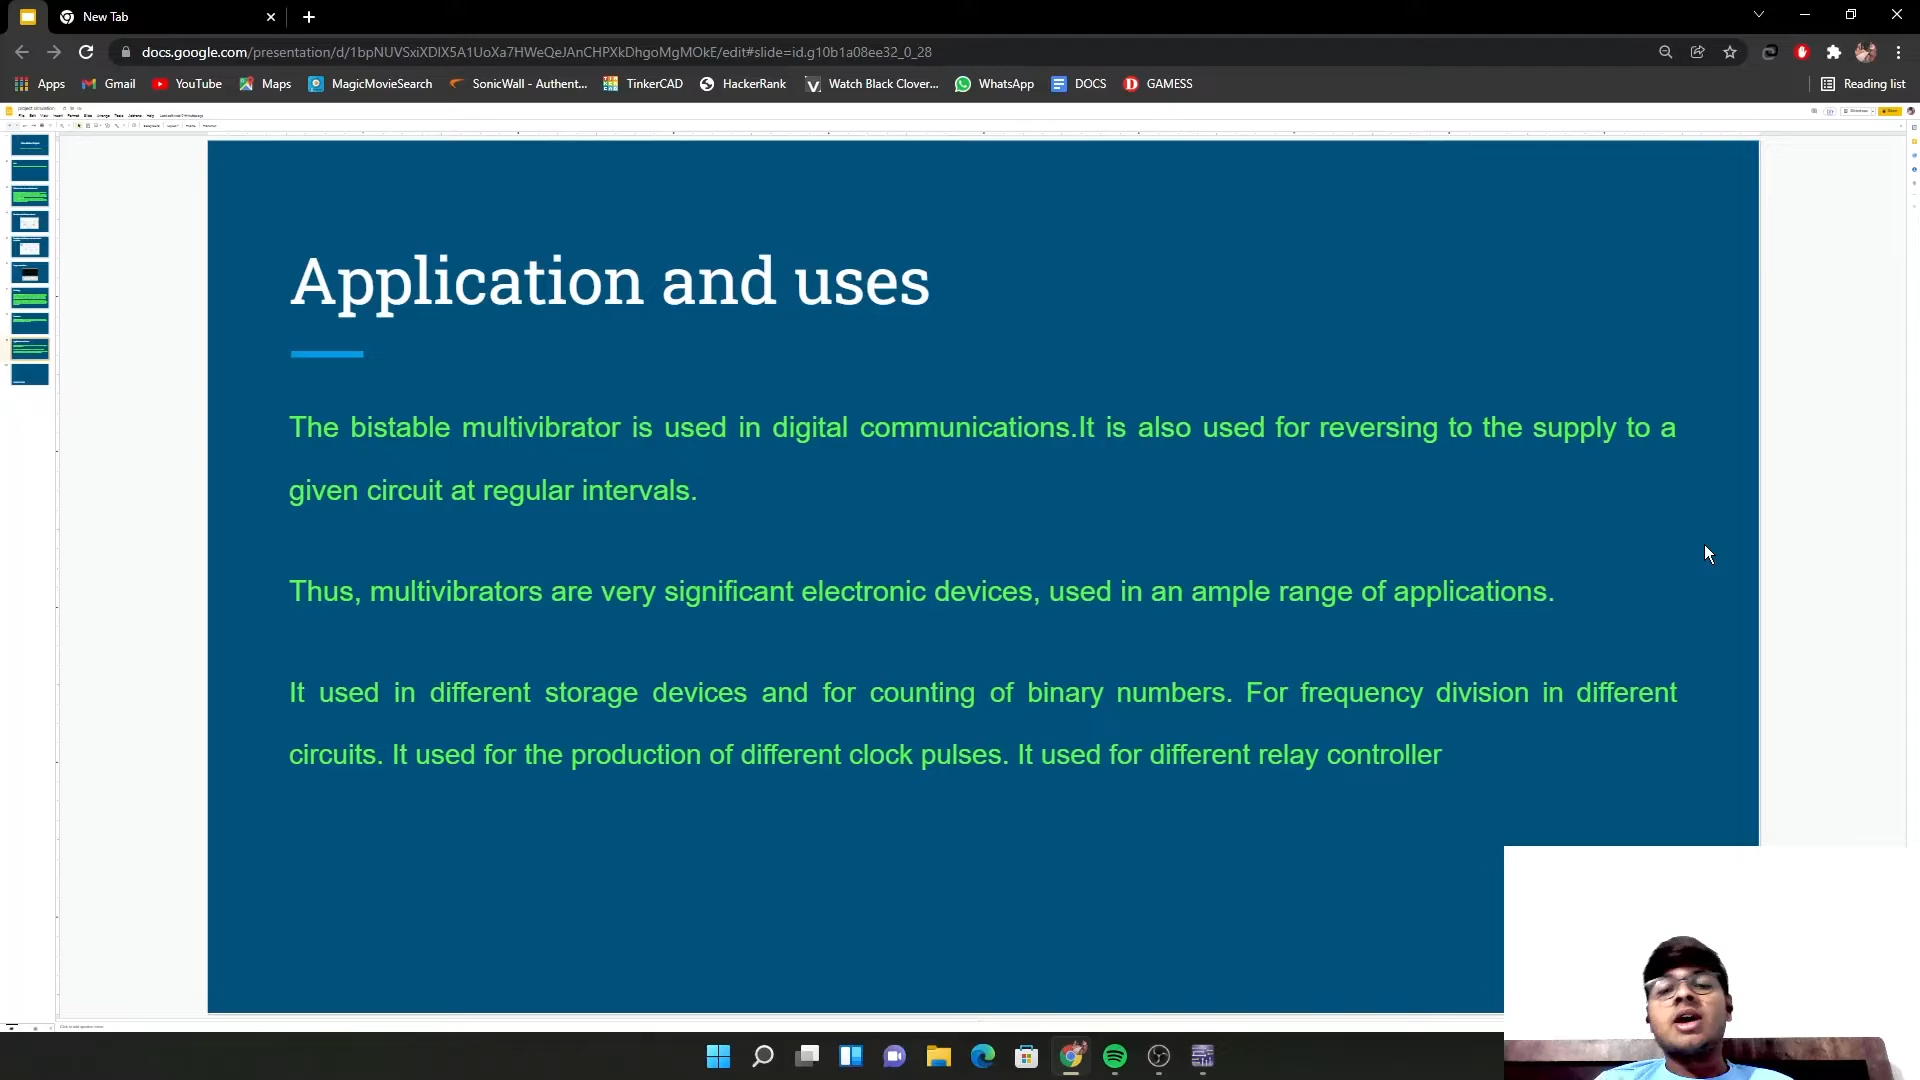 New Tab
docs.google.com/presentation/d/1bpNUVSxiXDlX5A1UoXa7HWeQeJAnCHPXkDhgoMgMOkE/edit#slide=id.g10b1a08ee32_0_28
Apps Gmail YouTube Maps MagicMovieSearch SonicWall - Authent... TinkerCAD HackerRank Watch Black Clover... WhatsApp DOCS GAMESS Reading list
Application and uses
The bistable multivibrator is used in digital communications.It is also used for reversing to the supply to a
given circuit at regular intervals.
Thus, multivibrators are very significant electronic devices, used in an ample range of applications.
It used in different storage devices and for counting of binary numbers. For frequency division in different
circuits. It used for the production of different clock pulses. It used for different relay controller